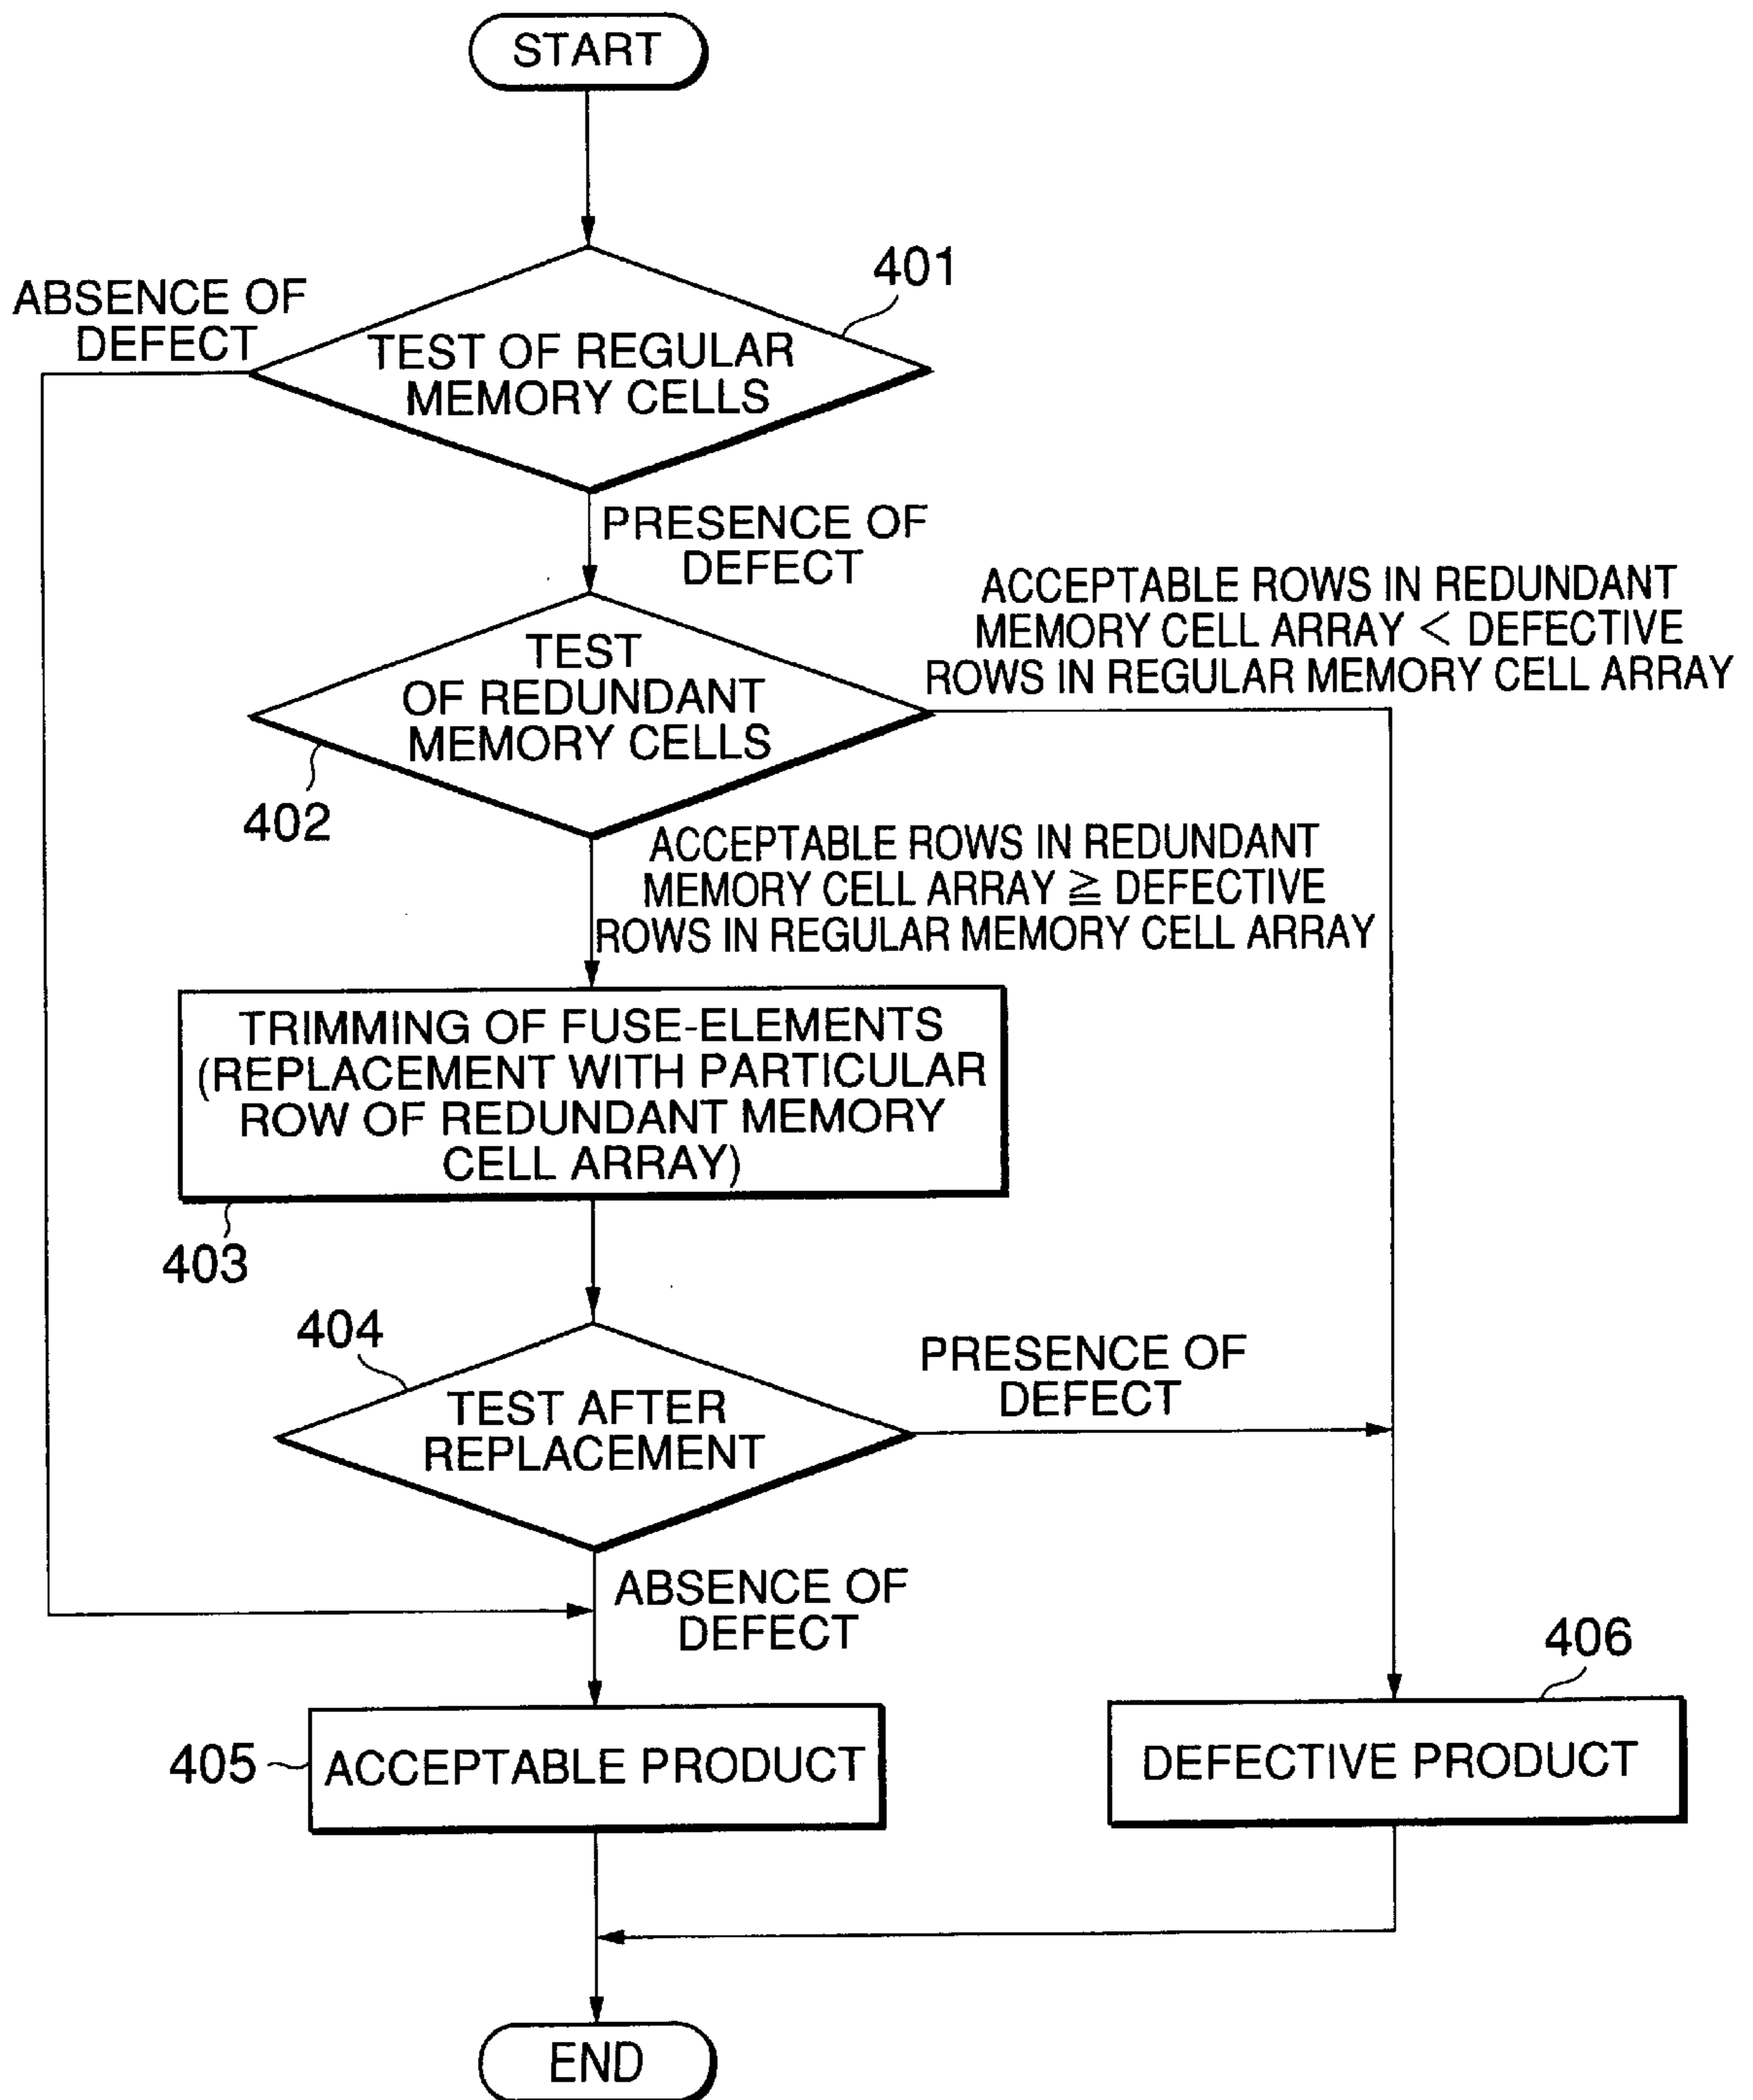 START
401
ABSENCE OF
DEFECT
TEST OF REGULAR
MEMORY CELLS
PRESENCE OF
DEFECT
ACCEPTABLE ROWS IN REDUNDANT
MEMORY CELL ARRAY < DEFECTIVE
ROWS IN REGULAR MEMORY CELL ARRAY
TEST
OF REDUNDANT
MEMORY CELLS
402
ACCEPTABLE ROWS IN REDUNDANT
MEMORY CELL ARRAY ≧ DEFECTIVE
ROWS IN REGULAR MEMORY CELL ARRAY
TRIMMING OF FUSE-ELEMENTS
(REPLACEMENT WITH PARTICULAR
ROW OF REDUNDANT MEMORY
CELL ARRAY)
403
404
TEST AFTER
REPLACEMENT
PRESENCE OF
DEFECT
ABSENCE OF
DEFECT
406
405
ACCEPTABLE PRODUCT
DEFECTIVE PRODUCT
END